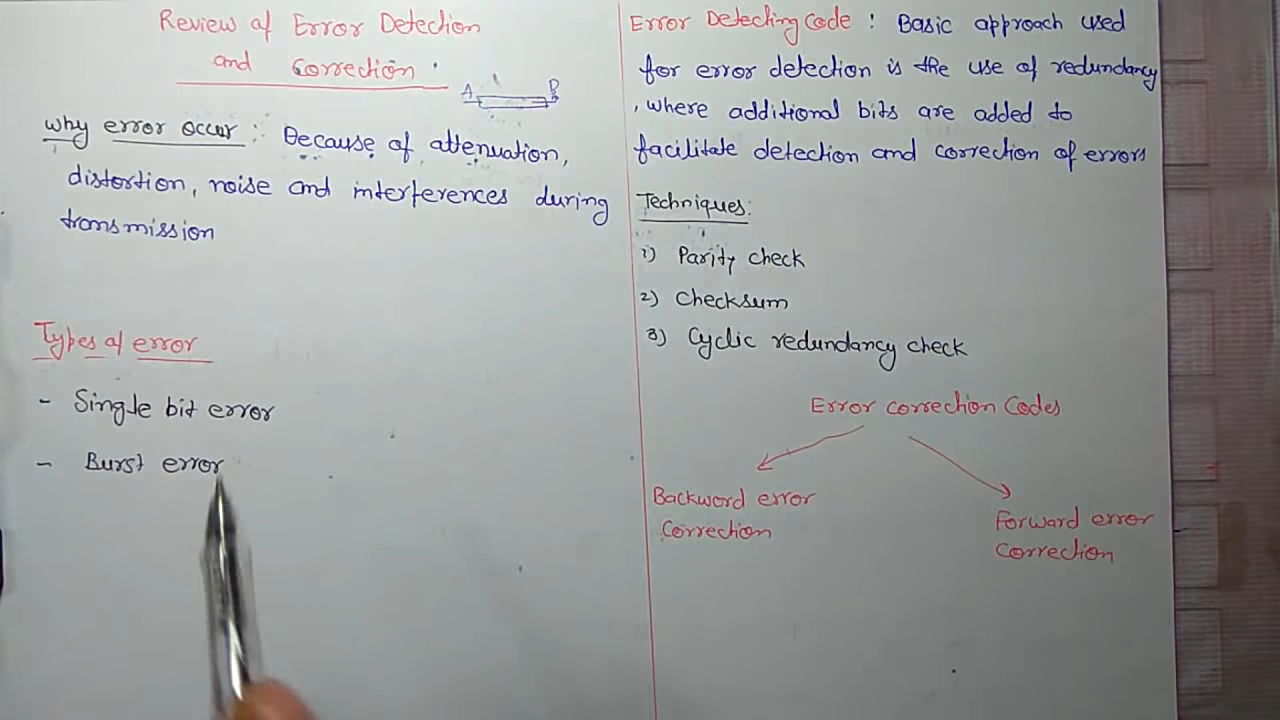 Review of Error Detection
and Correction
A B
Why error occur : Because of attenuation,
distortion, noise and interferences during
transmission
Types of error
- Single bit error
- Burst error
Error Detecting Code : Basic approach used
for error detection is the use of redundancy
, where additional bits are added to
facilitate detection and correction of errors
Techniques:
1) Parity check
2) Checksum
3) Cyclic redundancy check
Error correction Codes
Backword error
Correction
Forward error
Correction